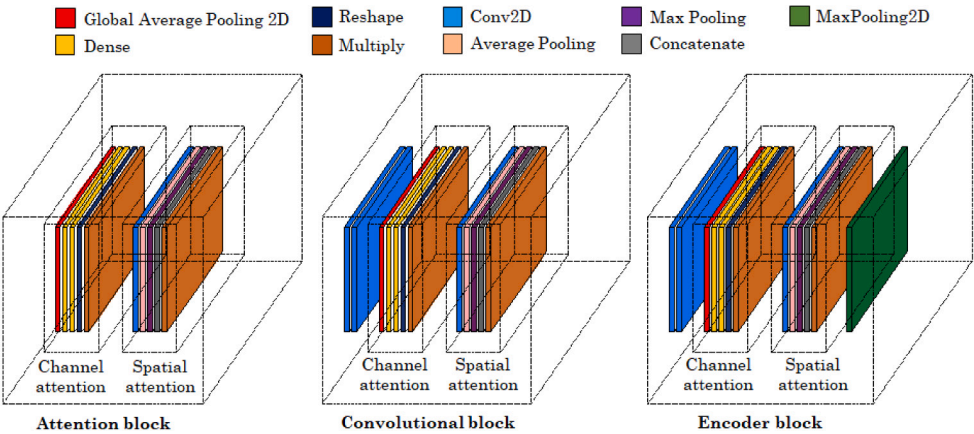 Global Average Pooling 2D Reshape Conv2D Max Pooling MaxPooling2D
Dense Multiply Average Pooling Concatenate
Channel attention Spatial attention Channel attention Spatial attention Channel attention Spatial attention
Attention block Convolutional block Encoder block